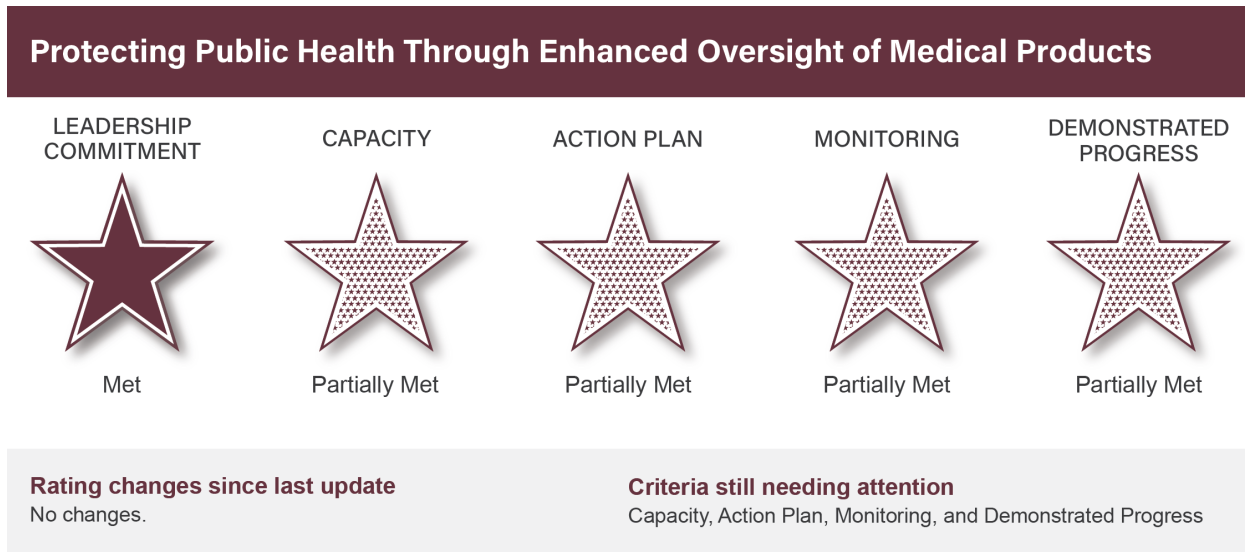 Protecting Public Health Through Enhanced Oversight of Medical Products
LEADERSHIP
COMMITMENT
CAPACITY
ACTION PLAN
MONITORING
DEMONSTRATED
PROGRESS
Met
Partially Met
Partially Met
Partially Met
Partially Met
Rating changes since last update
No changes.
Criteria still needing attention
Capacity, Action Plan, Monitoring, and Demonstrated Progress